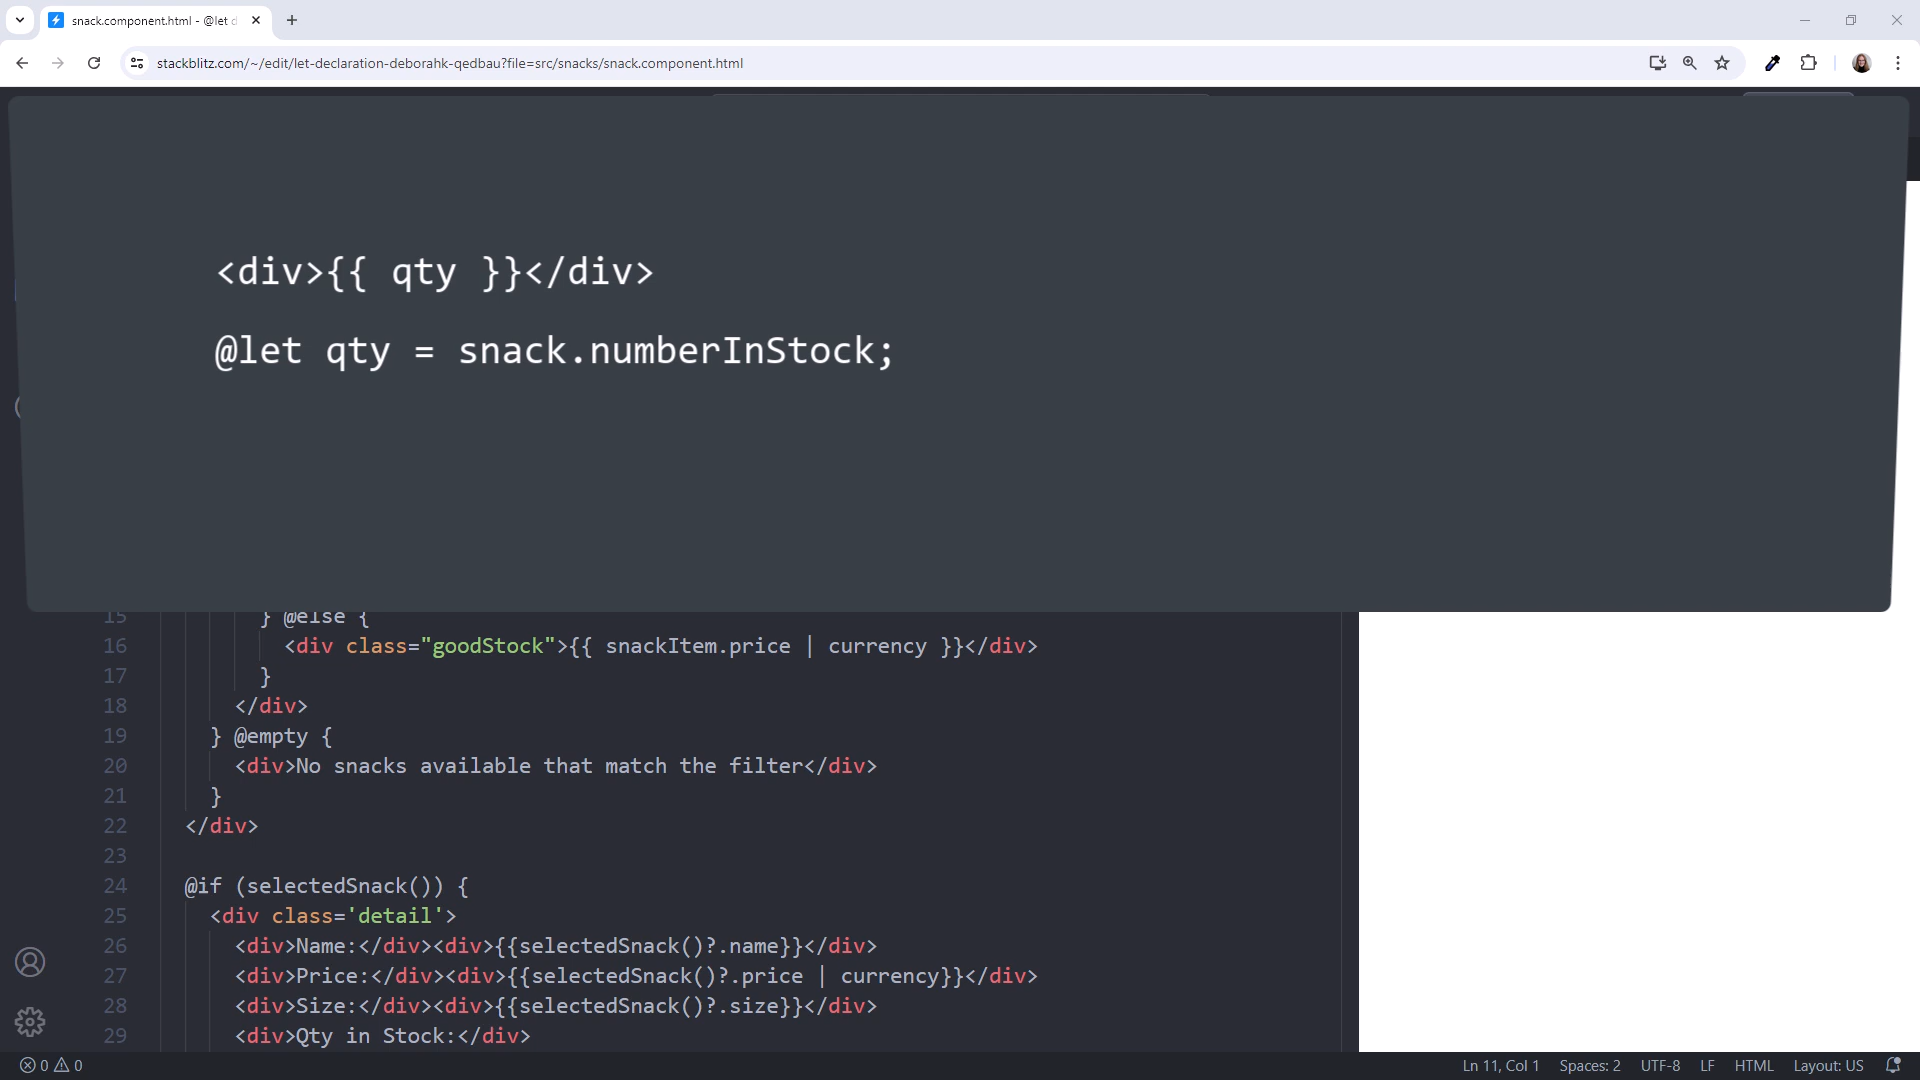 snack.component.html - @let d
stackblitz.com/~/edit/let-declaration-deborahk-qedbau?file=src/snacks/snack.component.html
<div>{{ qty }}</div>
@let qty = snack.numberInStock;
15 } @else {
16 <div class="goodStock">{{ snackItem.price | currency }}</div>
17 }
18 </div>
19 } @empty {
20 <div>No snacks available that match the filter</div>
21 }
22 </div>
23
24 @if (selectedSnack()) {
25 <div class='detail'>
26 <div>Name:</div><div>{{selectedSnack()?.name}}</div>
27 <div>Price:</div><div>{{selectedSnack()?.price | currency}}</div>
28 <div>Size:</div><div>{{selectedSnack()?.size}}</div>
29 <div>Qty in Stock:</div>
0 0 Ln 11, Col 1 Spaces: 2 UTF-8 LF HTML Layout: US